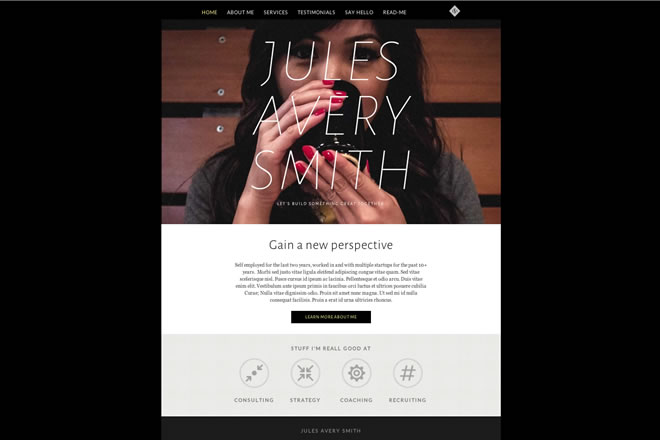 HOME ABOUT ME SERVICES TESTIMONIALS SAY HELLO READ-ME
JULES
AVERY
SMITH
LET'S BUILD SOMETHING GREAT TOGETHER
Gain a new perspective
Self employed for the last two years, worked in and with multiple startups for the past 10+
years. Morbi sed justo vitae ligula eleifend adipiscing congue vitae quam. Sed vitae
scelerisque nisl. Fusce cursus id ipsum ac lacinia. Pellentesque et odio arcu. Duis vitae
enim elit. Vestibulum ante ipsum primis in faucibus orci luctus et ultrices posuere cubilia
Curae; Nulla vitae dignissim odio. Proin sit amet nunc magna. Ut sed mi id nulla
consequat facilisis. Proin a erat id urna ultricies rhoncus.
LEARN MORE ABOUT ME
STUFF I'M REALL GOOD AT
CONSULTING STRATEGY COACHING RECRUITING
JULES AVERY SMITH